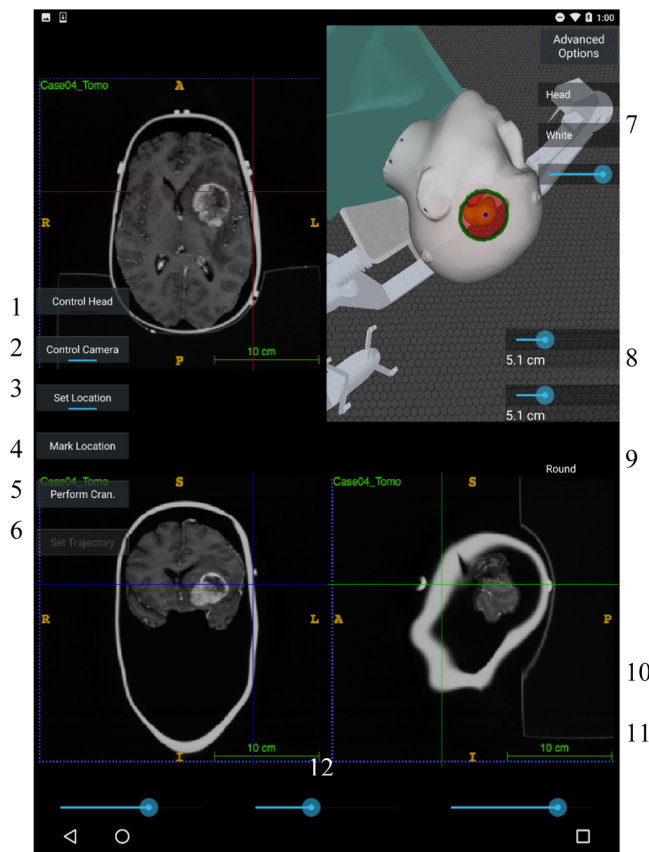 1:00
Advanced
Options
Case04_Tomo
A
Head
7
White
R
L
1
Control Head
2
Control Camera
10 cm
P
5.1 cm
8
3
Set Location
5.1 cm
4
Mark Location
9
Round
Case04_Tomo
S
Case04_Tomo
S
5
Perform Cran.
6
Set Trajectory
R
L
A
P
10
11
10 cm
10 cm
I
I
12